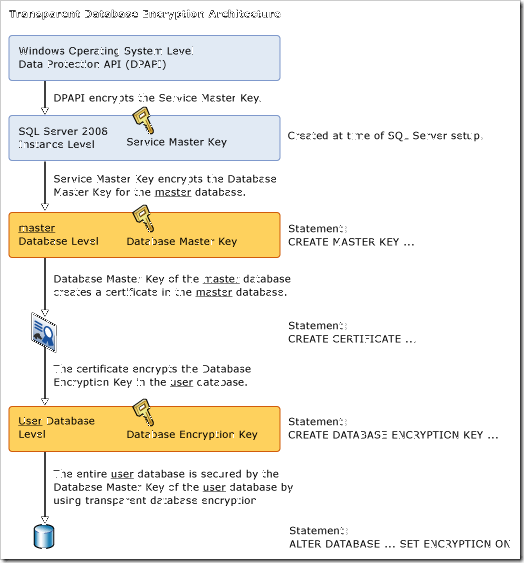 Transparent Database Encryption Architecture
Windows Operating System Level
Data Protection API (DPAPI)
DPAPI encrypts the Service Master Key.
SQL Server 2008
Instance Level
Service Master Key
Created at time of SQL Server setup.
Service Master Key encrypts the Database
Master Key for the master database.
master
Database Level
Database Master Key
Statement:
CREATE MASTER KEY ...
Database Master Key of the master database
creates a certificate in the master database.
Statement:
CREATE CERTIFICATE ...
The certificate encrypts the Database
Encryption Key in the user database.
User Database
Level
Database Encryption Key
Statement:
CREATE DATABASE ENCRYPTION KEY ...
The entire user database is secured by the
Database Master Key of the user database by
using transparent database encryption
Statement:
ALTER DATABASE ... SET ENCRYPTION ON